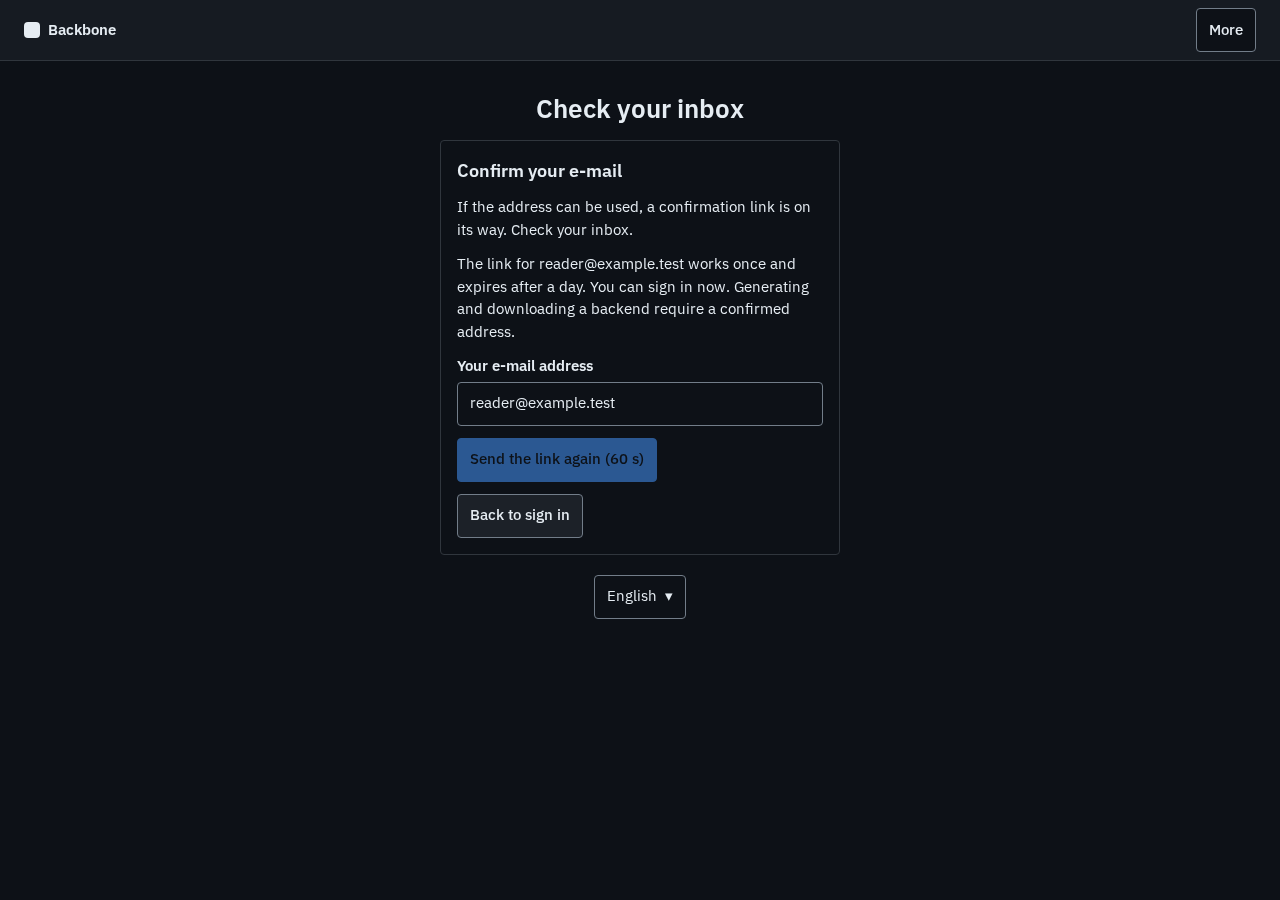 Backbone
More
Check your inbox
Confirm your e-mail
If the address can be used, a confirmation link is on
its way. Check your inbox.
The link for reader@example.test works once and
expires after a day. You can sign in now. Generating
and downloading a backend require a confirmed
address.
Your e-mail address
reader@example.test
Send the link again (60 s)
Back to sign in
English ▾